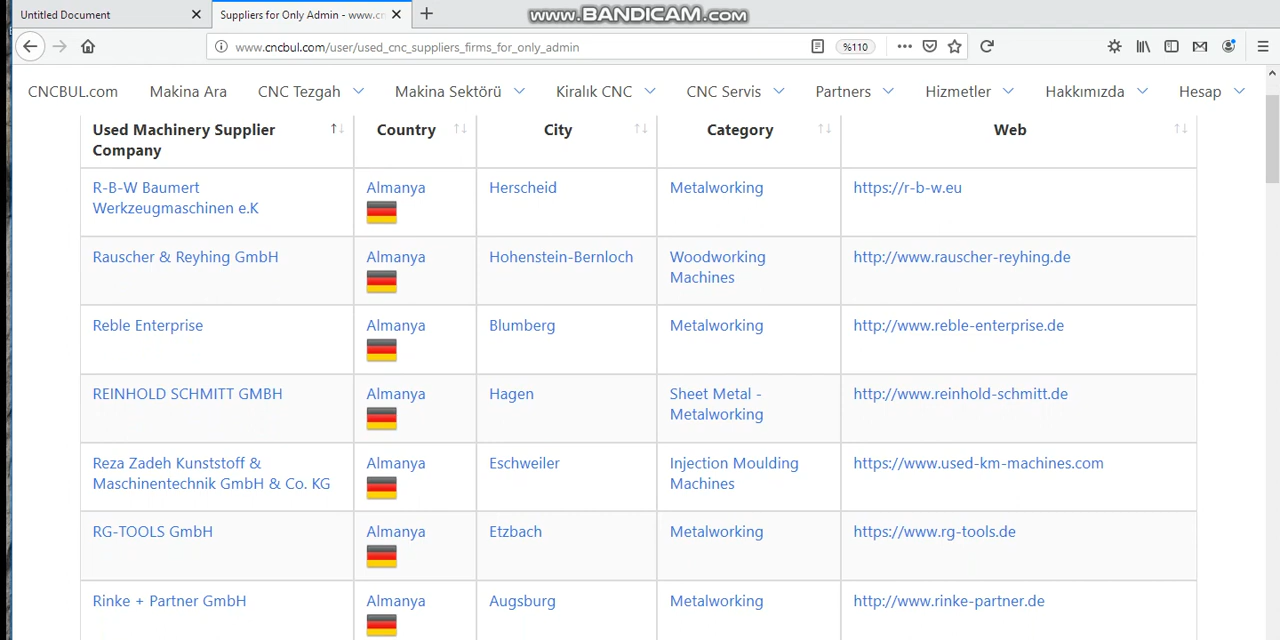 Untitled Document
Suppliers for Only Admin - www.cn
www.BANDICAM.com
www.cncbul.com/user/used_cnc_suppliers_firms_for_only_admin
%110
CNCBUL.com Makina Ara CNC Tezgah Makina Sektörü Kiralık CNC CNC Servis Partners Hizmetler Hakkımızda Hesap
Used Machinery Supplier
Company
Country
City
Category
Web
R-B-W Baumert
Werkzeugmaschinen e.K
Almanya
Herscheid
Metalworking
https://r-b-w.eu
Rauscher & Reyhing GmbH
Almanya
Hohenstein-Bernloch
Woodworking
Machines
http://www.rauscher-reyhing.de
Reble Enterprise
Almanya
Blumberg
Metalworking
http://www.reble-enterprise.de
REINHOLD SCHMITT GMBH
Almanya
Hagen
Sheet Metal -
Metalworking
http://www.reinhold-schmitt.de
Reza Zadeh Kunststoff &
Maschinentechnik GmbH & Co. KG
Almanya
Eschweiler
Injection Moulding
Machines
https://www.used-km-machines.com
RG-TOOLS GmbH
Almanya
Etzbach
Metalworking
https://www.rg-tools.de
Rinke + Partner GmbH
Almanya
Augsburg
Metalworking
http://www.rinke-partner.de